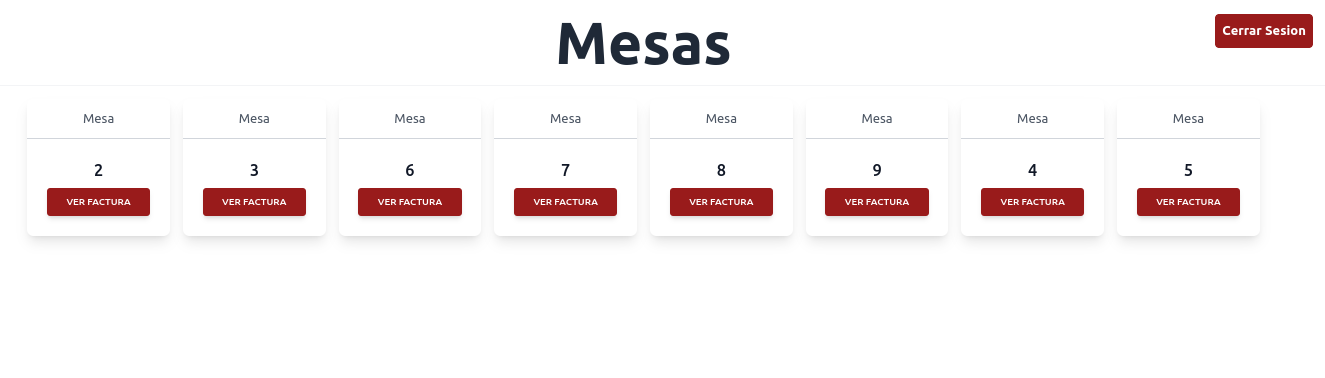 Mesas
Cerrar Sesion
Mesa
2
VER FACTURA
Mesa
3
VER FACTURA
Mesa
6
VER FACTURA
Mesa
7
VER FACTURA
Mesa
8
VER FACTURA
Mesa
9
VER FACTURA
Mesa
4
VER FACTURA
Mesa
5
VER FACTURA